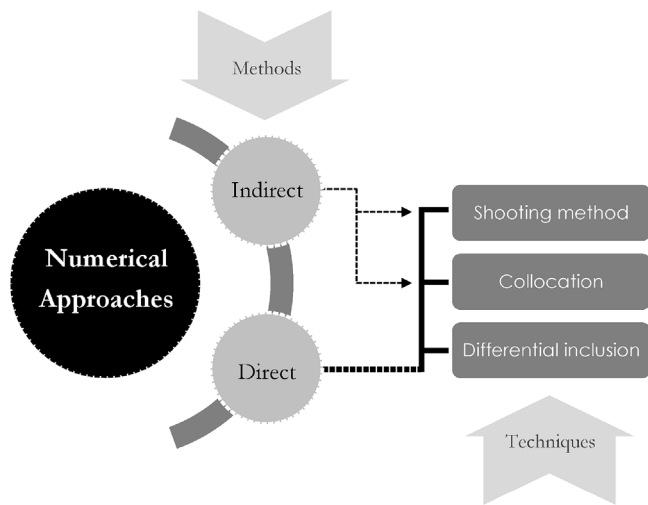 Methods
Indirect
Numerical
Approaches
Direct
Shooting method
Collocation
Differential inclusion
Techniques